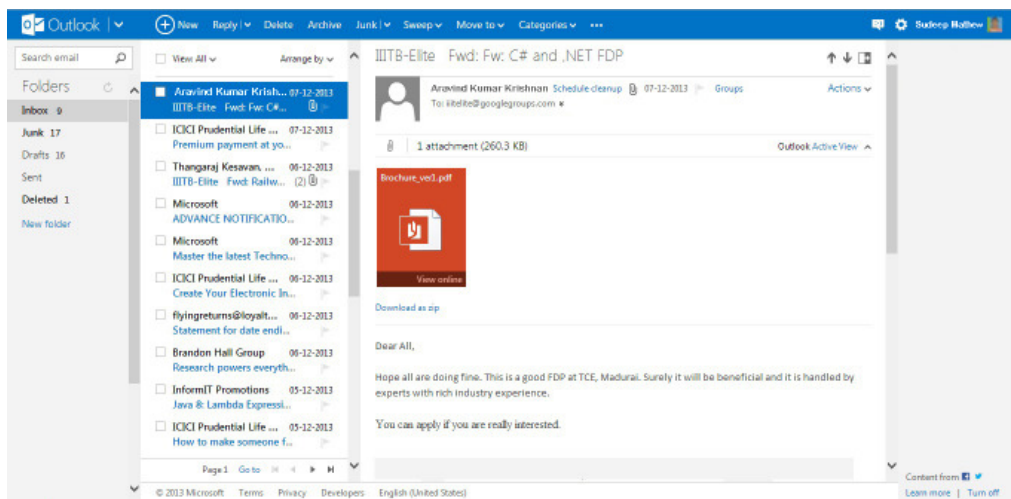 Outlook
New Reply Delete Archive Junk Sweep Move to Categories ...
Sudeep Mathew
Search email
Folders
Inbox 9
Junk 17
Drafts 16
Sent
Deleted 1
New folder
View: All Arrange by
Aravind Kumar Krish... 07-12-2013
IIITB-Elite Fwd: Fw: C#...
ICICI Prudential Life ... 07-12-2013
Premium payment at yo...
Thangaraj Kesavan, ... 06-12-2013
IIITB-Elite Fwd: Railw... (2)
Microsoft 06-12-2013
ADVANCE NOTIFICATIO...
Microsoft 06-12-2013
Master the latest Techno...
ICICI Prudential Life ... 06-12-2013
Create Your Electronic In...
flyingreturns@loyalt... 06-12-2013
Statement for date endi...
Brandon Hall Group 06-12-2013
Research powers everyth...
InformIT Promotions 05-12-2013
Java & Lambda Expressi...
ICICI Prudential Life ... 05-12-2013
How to make someone f...
Page 1 Go to
IIITB-Elite Fwd: Fw: C# and .NET FDP
Aravind Kumar Krishnan Schedule cleanup 07-12-2013 Groups
Actions
To: iiitelite@googlegroups.com
1 attachment (260.3 KB)
Outlook Active View
Brochure_ver1.pdf
View online
Download as zip
Dear All,
Hope all are doing fine. This is a good FDP at TCE, Madurai. Surely it will be beneficial and it is handled by
experts with rich industry experience.
You can apply if you are really interested.
Content from
Learn more | Turn off
© 2013 Microsoft Terms Privacy Developers English (United States)